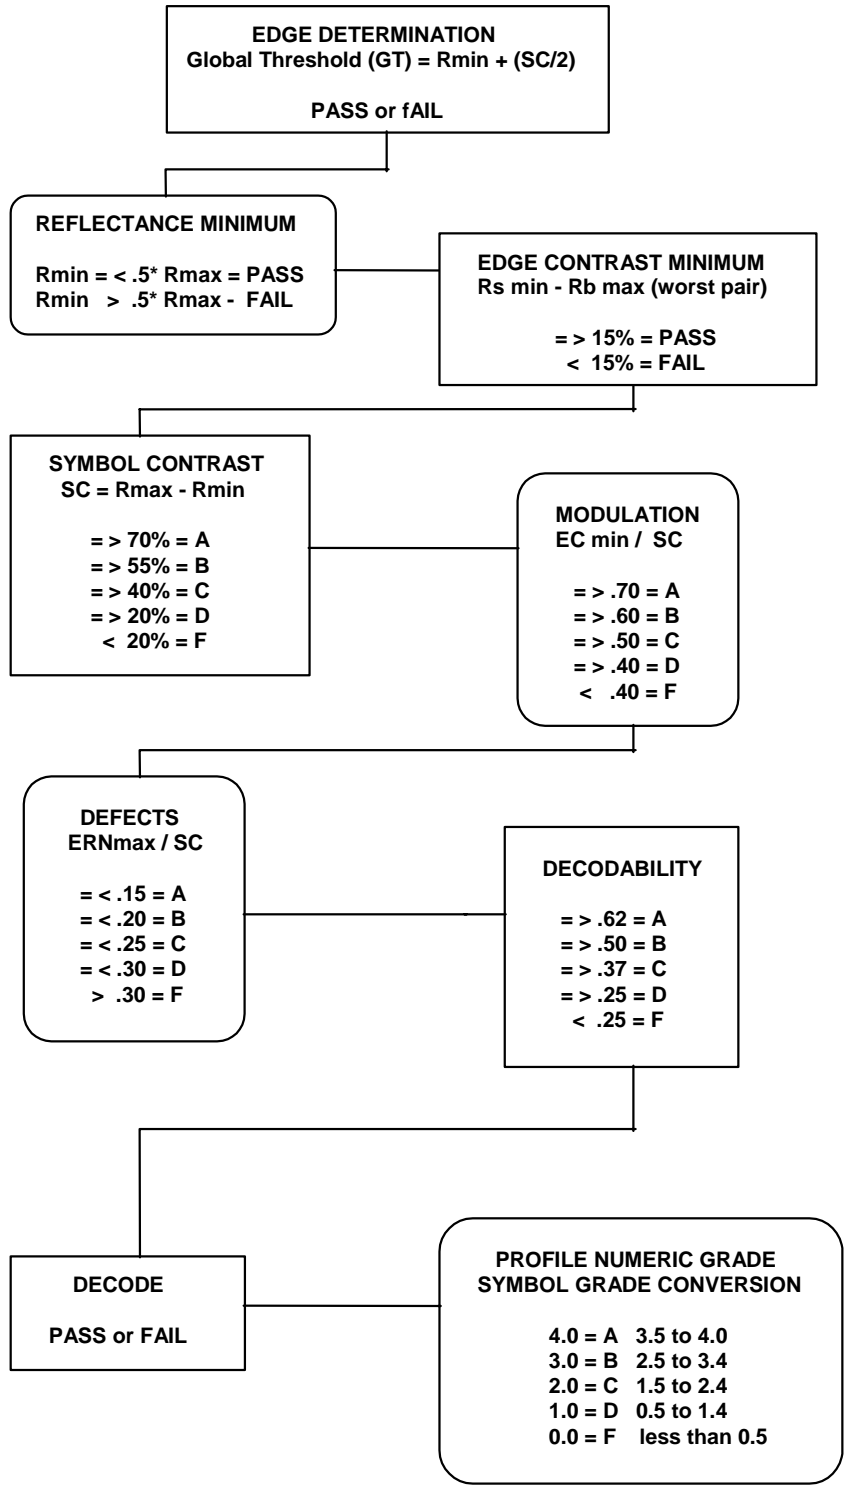 EDGE DETERMINATION
Global Threshold (GT) = Rmin + (SC/2)
PASS or fAIL
REFLECTANCE MINIMUM
Rmin = < .5* Rmax = PASS
Rmin > .5* Rmax - FAIL
EDGE CONTRAST MINIMUM
Rs min - Rb max (worst pair)
= > 15% = PASS
< 15% = FAIL
SYMBOL CONTRAST
SC = Rmax - Rmin
= > 70% = A
= > 55% = B
= > 40% = C
= > 20% = D
< 20% = F
MODULATION
EC min / SC
= > .70 = A
= > .60 = B
= > .50 = C
= > .40 = D
< .40 = F
DEFECTS
ERNmax / SC
= < .15 = A
= < .20 = B
= < .25 = C
= < .30 = D
> .30 = F
DECODABILITY
= > .62 = A
= > .50 = B
= > .37 = C
= > .25 = D
< .25 = F
DECODE
PASS or FAIL
PROFILE NUMERIC GRADE
SYMBOL GRADE CONVERSION
4.0 = A 3.5 to 4.0
3.0 = B 2.5 to 3.4
2.0 = C 1.5 to 2.4
1.0 = D 0.5 to 1.4
0.0 = F less than 0.5